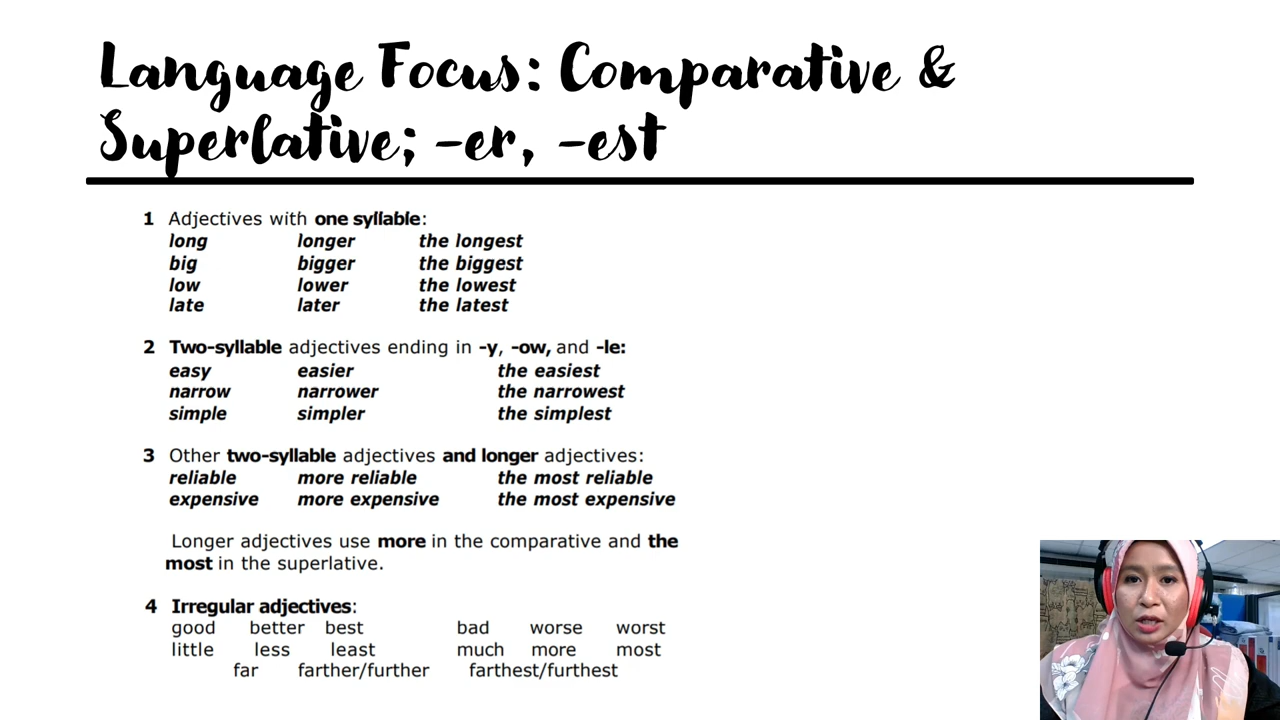 Language Focus: Comparative &
Superlative; -er, -est
1 Adjectives with one syllable:
long longer the longest
big bigger the biggest
low lower the lowest
late later the latest
2 Two-syllable adjectives ending in -y, -ow, and -le:
easy easier the easiest
narrow narrower the narrowest
simple simpler the simplest
3 Other two-syllable adjectives and longer adjectives:
reliable more reliable the most reliable
expensive more expensive the most expensive
Longer adjectives use more in the comparative and the
most in the superlative.
4 Irregular adjectives:
good better best bad worse worst
little less least much more most
far farther/further farthest/furthest